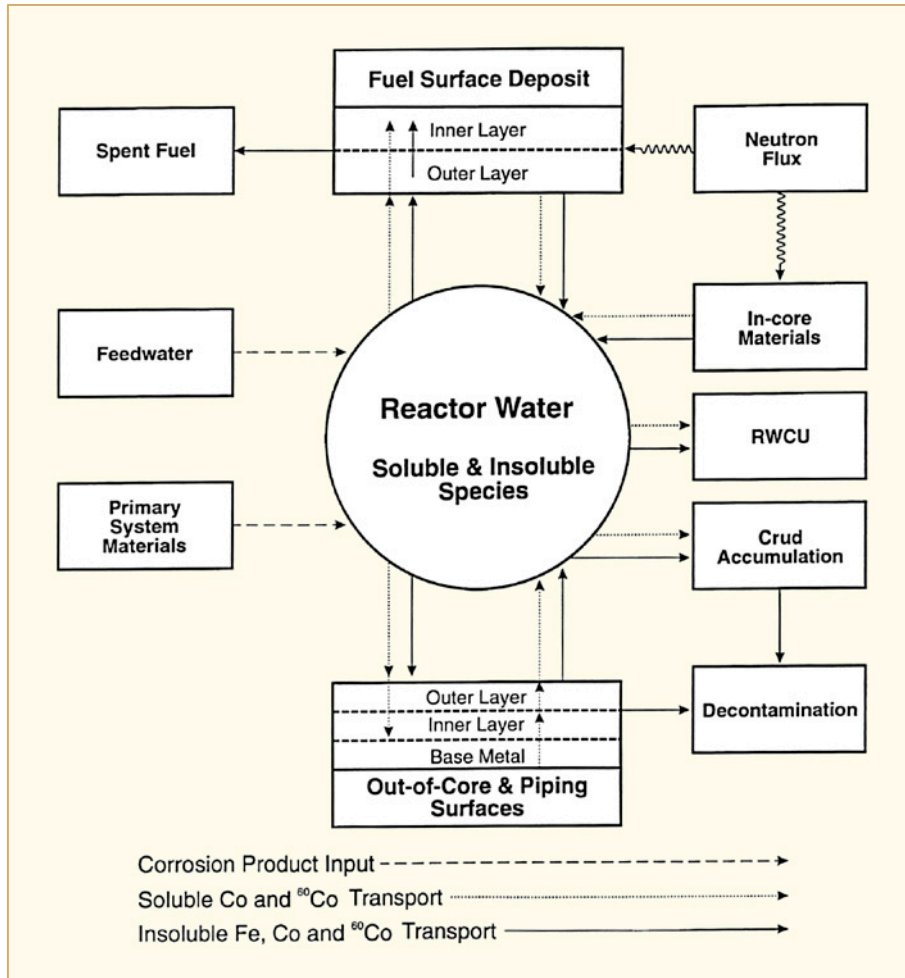 Fuel Surface Deposit
Inner Layer
Outer Layer
Spent Fuel
Neutron
Flux
Feedwater
In-core
Materials
Reactor Water
Soluble & Insoluble
Species
RWCU
Primary
System
Materials
Crud
Accumulation
Outer Layer
Inner Layer
Base Metal
Out-of-Core & Piping
Surfaces
Decontamination
Corrosion Product Input
Soluble Co and ⁶⁰Co Transport
Insoluble Fe, Co and ⁶⁰Co Transport